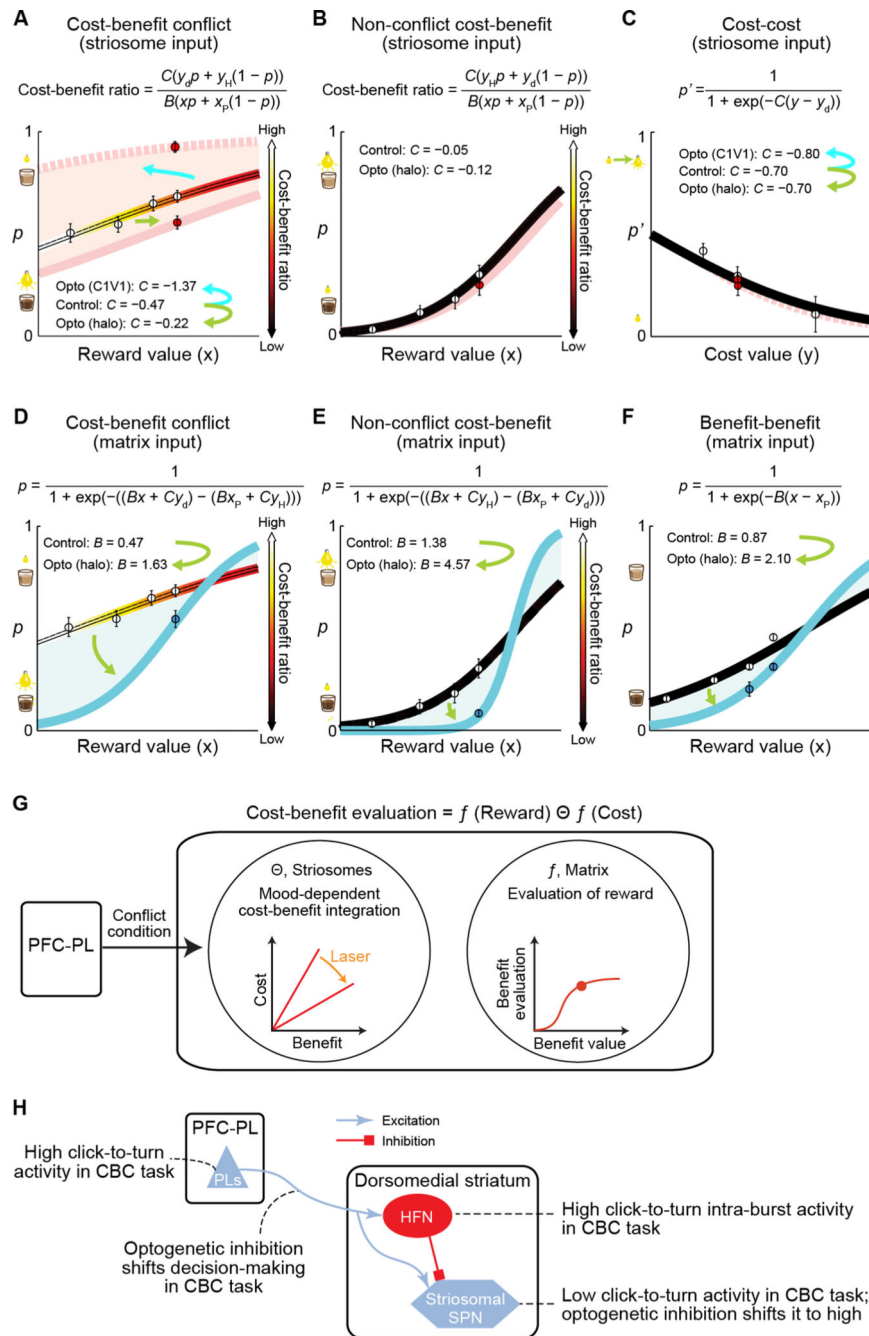 A
Cost-benefit conflict
(striosome input)
Cost-benefit ratio = C(y_d p + y_H(1 − p)) / B(xp + x_P(1 − p))
1
p
0
High
Cost-benefit ratio
Low
Opto (C1V1): C = −1.37
Control: C = −0.47
Opto (halo): C = −0.22
Reward value (x)
B
Non-conflict cost-benefit
(striosome input)
Cost-benefit ratio = C(y_H p + y_d(1 − p)) / B(xp + x_P(1 − p))
1
p
0
Control: C = −0.05
Opto (halo): C = −0.12
High
Cost-benefit ratio
Low
Reward value (x)
C
Cost-cost
(striosome input)
p’ = 1 / 1 + exp(−C(y − y_d))
1
p’
0
Opto (C1V1): C = −0.80
Control: C = −0.70
Opto (halo): C = −0.70
Cost value (y)
D
Cost-benefit conflict
(matrix input)
p = 1 / 1 + exp(−((Bx + Cy_d) − (Bx_P + Cy_H)))
1
p
0
Control: B = 0.47
Opto (halo): B = 1.63
High
Cost-benefit ratio
Low
Reward value (x)
E
Non-conflict cost-benefit
(matrix input)
p = 1 / 1 + exp(−((Bx + Cy_H) − (Bx_P + Cy_d)))
1
p
0
Control: B = 1.38
Opto (halo): B = 4.57
High
Cost-benefit ratio
Low
Reward value (x)
F
Benefit-benefit
(matrix input)
p = 1 / 1 + exp(−B(x − x_P))
1
p
0
Control: B = 0.87
Opto (halo): B = 2.10
Reward value (x)
G
Cost-benefit evaluation = ƒ (Reward) Θ ƒ (Cost)
PFC-PL
Conflict
condition
Θ, Striosomes
Mood-dependent
cost-benefit integration
Cost
Laser
Benefit
ƒ, Matrix
Evaluation of reward
Benefit
evaluation
Benefit value
H
PFC-PL
PLs
High click-to-turn
activity in CBC task
Excitation
Inhibition
Optogenetic inhibition
shifts decision-making
in CBC task
Dorsomedial striatum
HFN
High click-to-turn intra-burst activity
in CBC task
Striosomal
SPN
Low click-to-turn activity in CBC task;
optogenetic inhibition shifts it to high